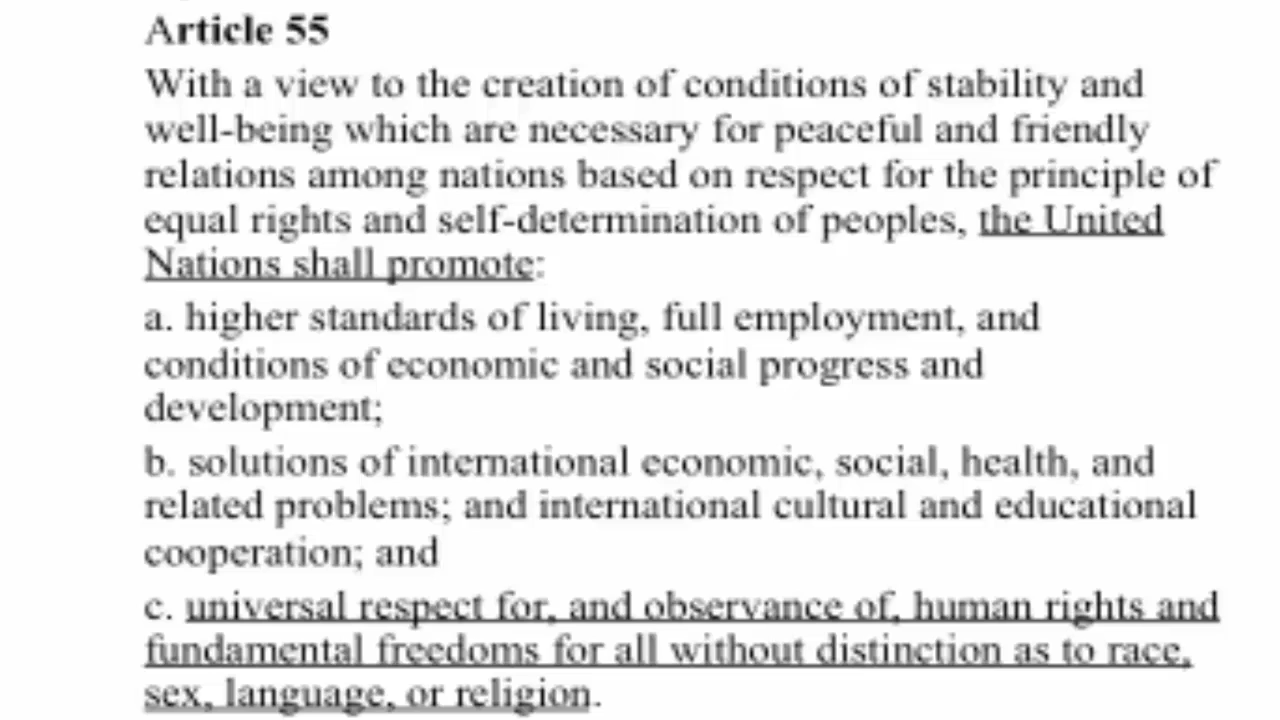 Article 55
With a view to the creation of conditions of stability and
well-being which are necessary for peaceful and friendly
relations among nations based on respect for the principle of
equal rights and self-determination of peoples, the United
Nations shall promote:
a. higher standards of living, full employment, and
conditions of economic and social progress and
development;
b. solutions of international economic, social, health, and
related problems; and international cultural and educational
cooperation; and
c. universal respect for, and observance of, human rights and
fundamental freedoms for all without distinction as to race,
sex, language, or religion.